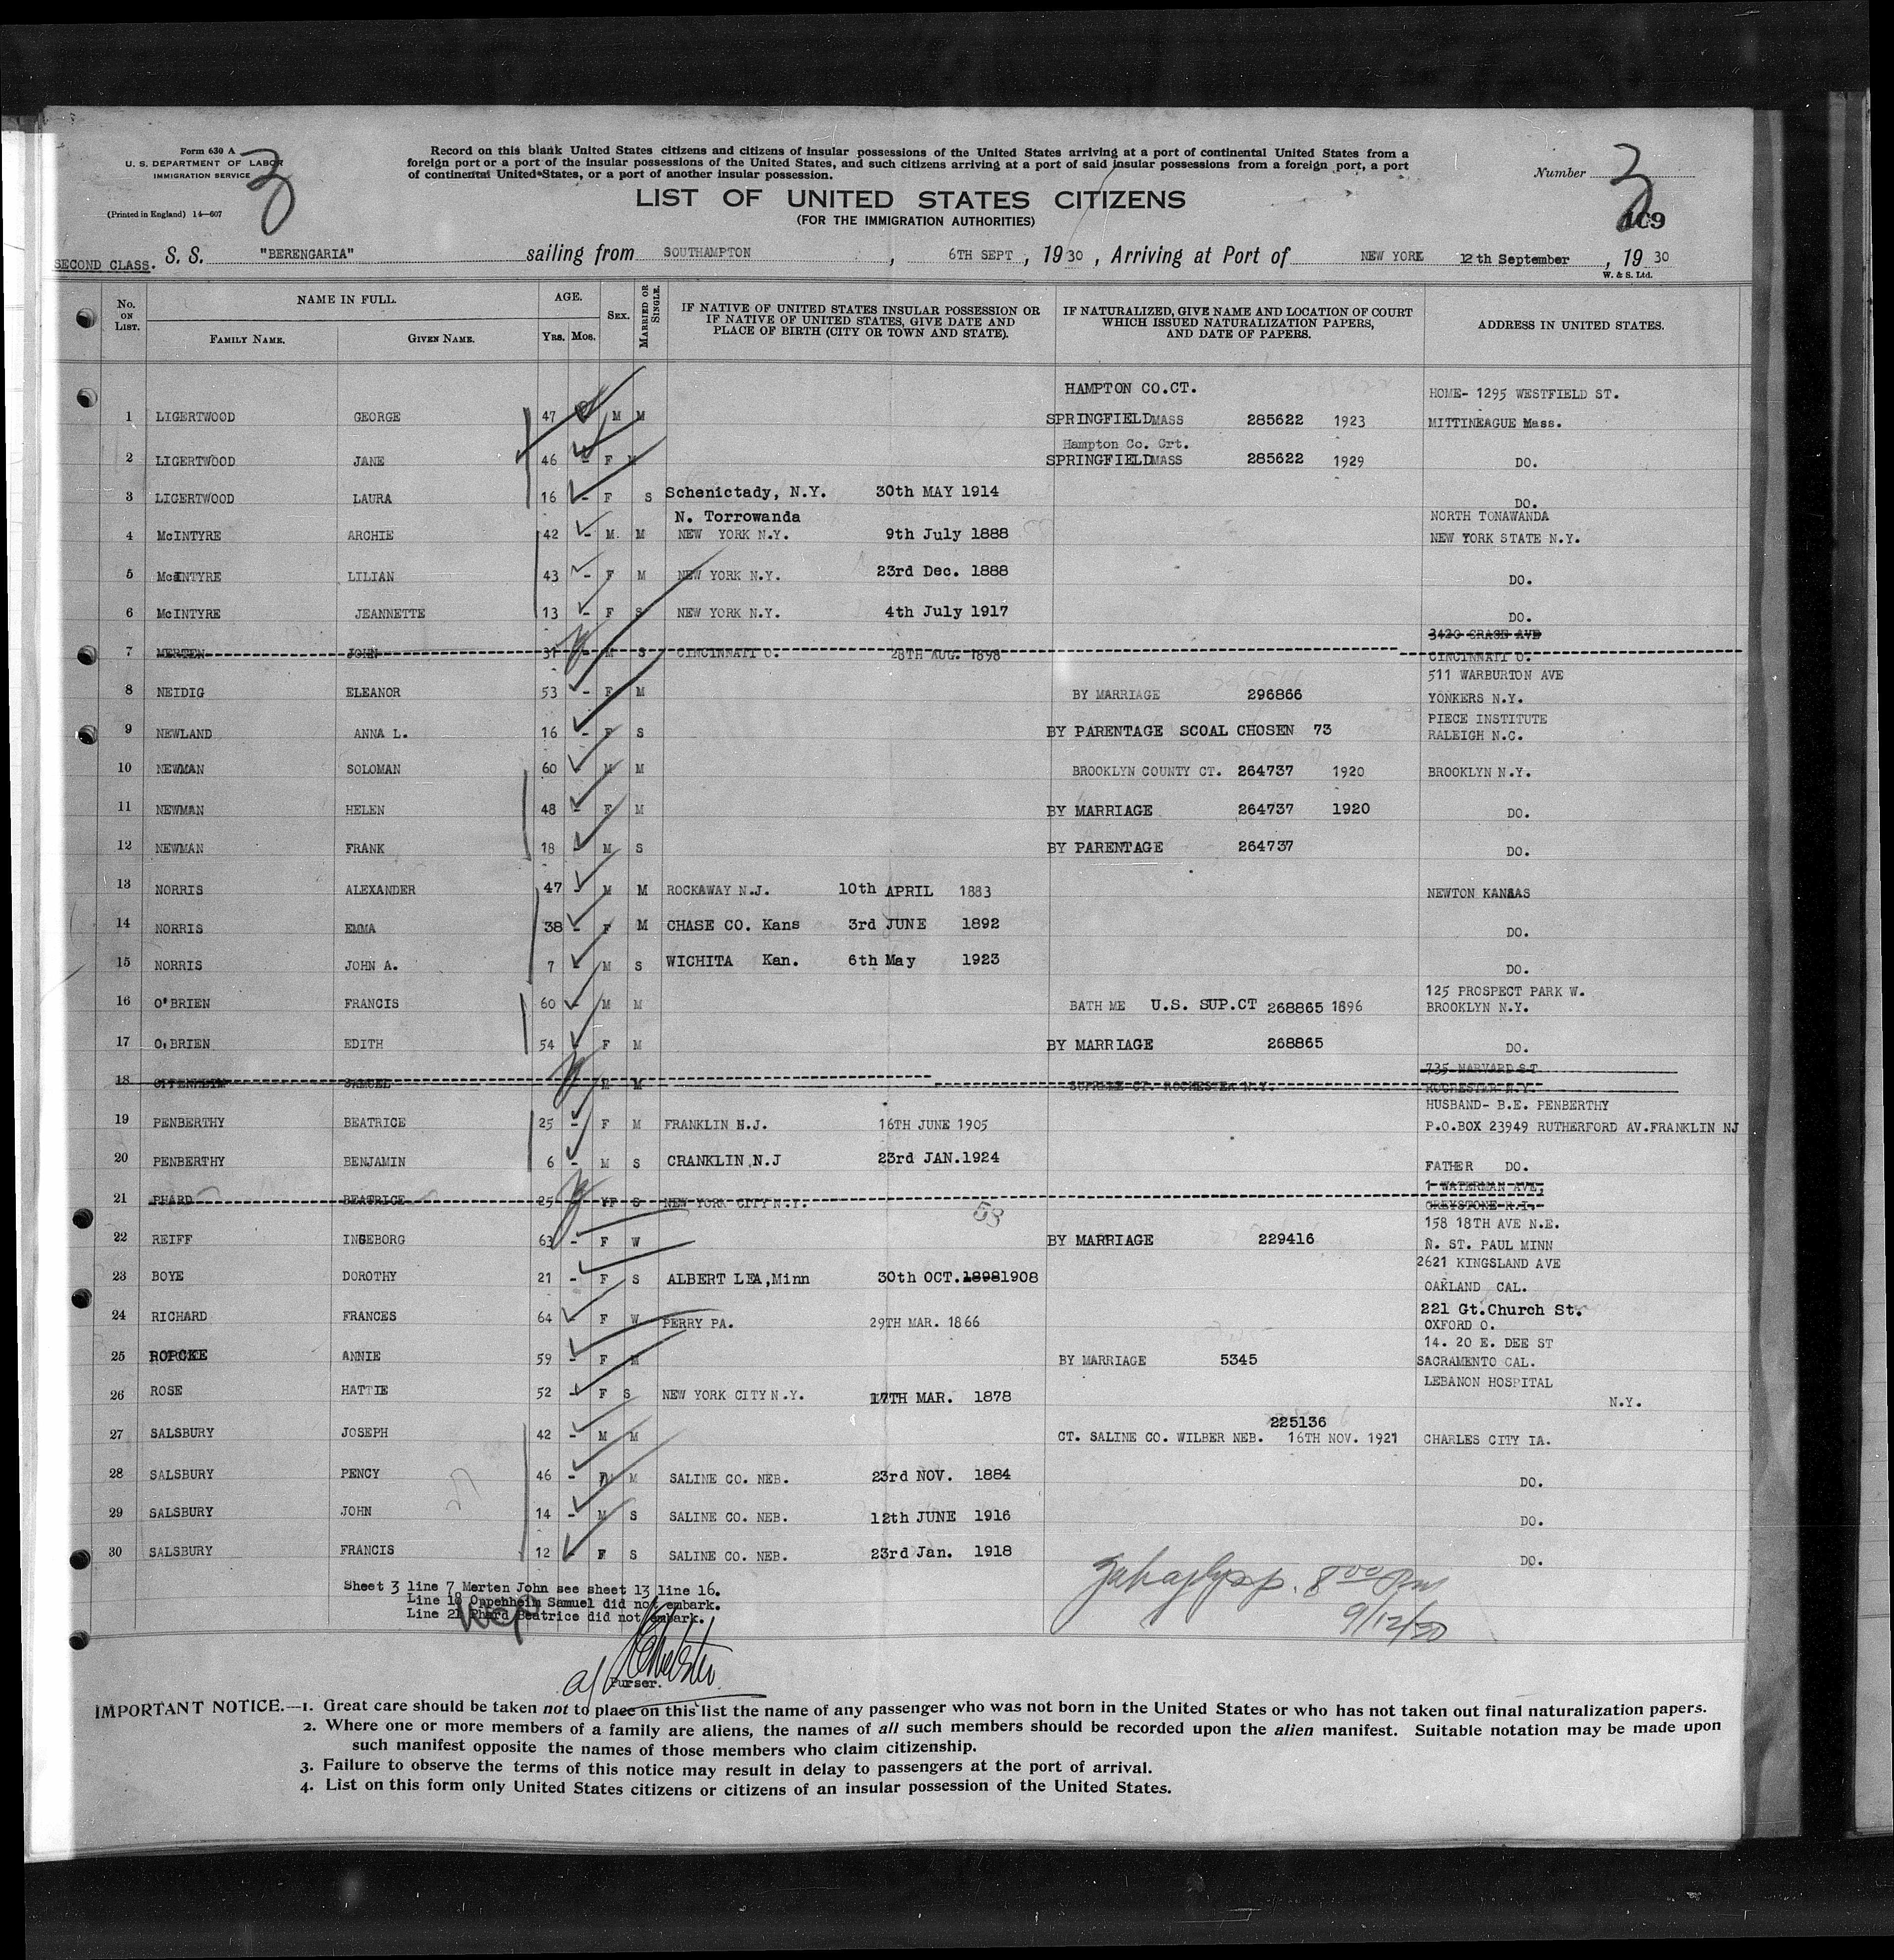 Form 630 A
U. S. DEPARTMENT OF LABOR
IMMIGRATION SERVICE
(Printed in England) 14—607
3
Record on this blank United States citizens and citizens of insular possessions of the United States arriving at a port of continental United States from a
foreign port or a port of the insular possessions of the United States, and such citizens arriving at a port of said insular possessions from a foreign port, a port
of continental United States, or a port of another insular possession.
LIST OF UNITED STATES CITIZENS
(FOR THE IMMIGRATION AUTHORITIES)
Number 3
109
SECOND CLASS. S. S. "BERENGARIA" sailing from SOUTHAMPTON , 6TH SEPT , 1930 , Arriving at Port of NEW YORK 12th September , 19 30
W. & S. Ltd.
No. ON LIST. NAME IN FULL. FAMILY NAME. GIVEN NAME. AGE. Yrs. Mos. SEX. MARRIED OR SINGLE.
IF NATIVE OF UNITED STATES INSULAR POSSESSION OR
IF NATIVE OF UNITED STATES, GIVE DATE AND
PLACE OF BIRTH (CITY OR TOWN AND STATE).
IF NATURALIZED, GIVE NAME AND LOCATION OF COURT
WHICH ISSUED NATURALIZATION PAPERS,
AND DATE OF PAPERS.
ADDRESS IN UNITED STATES.
HAMPTON CO.CT. HOME- 1295 WESTFIELD ST.
1 LIGERTWOOD GEORGE 47 M M SPRINGFIELD MASS 285622 1923 MITTINEAGUE Mass.
Hampton Co. Crt.
2 LIGERTWOOD JANE 46 - F M SPRINGFIELD MASS 285622 1929 DO.
3 LIGERTWOOD LAURA 16 - F S Schenictady, N.Y. 30th MAY 1914 DO.
N. Torrowanda NORTH TONAWANDA
4 McINTYRE ARCHIE 42 - M. M NEW YORK N.Y. 9th July 1888 NEW YORK STATE N.Y.
5 McINTYRE LILIAN 43 - F M NEW YORK N.Y. 23rd Dec. 1888 DO.
6 McINTYRE JEANNETTE 13 - F S NEW YORK N.Y. 4th July 1917 DO.
3420 GRACE AVE
7 MERTEN JOHN 31 - M S CINCINNATI O. 28TH AUG. 1898 CINCINNATI O.
511 WARBURTON AVE
8 NEIDIG ELEANOR 53 - F M BY MARRIAGE 296866 YONKERS N.Y.
PIECE INSTITUTE
9 NEWLAND ANNA L. 16 - F S BY PARENTAGE SCOAL CHOSEN 73 RALEIGH N.C.
10 NEWMAN SOLOMAN 60 - M M BROOKLYN COUNTY CT. 264737 1920 BROOKLYN N.Y.
11 NEWMAN HELEN 48 - F M BY MARRIAGE 264737 1920 DO.
12 NEWMAN FRANK 18 - M S BY PARENTAGE 264737 DO.
13 NORRIS ALEXANDER 47 M M ROCKAWAY N.J. 10th APRIL 1883 NEWTON KANSAS
14 NORRIS EMMA 38 - F M CHASE CO. Kans 3rd JUNE 1892 DO.
15 NORRIS JOHN A. 7 - M S WICHITA Kan. 6th May 1923 DO.
125 PROSPECT PARK W.
16 O'BRIEN FRANCIS 60 - M M BATH ME U.S. SUP.CT 268865 1896 BROOKLYN N.Y.
17 O,BRIEN EDITH 54 - F M BY MARRIAGE 268865 DO.
735 HARVARD ST
18 OPPENHEIM SAMUEL M M SUPREME CT. ROCHESTER N.Y. ROCHESTER N.Y.
HUSBAND- B.E. PENBERTHY
19 PENBERTHY BEATRICE 25 - F M FRANKLIN N.J. 16TH JUNE 1905 P.O.BOX 23949 RUTHERFORD AV.FRANKLIN NJ
20 PENBERTHY BENJAMIN 6 - M S CRANKLIN N.J 23rd JAN.1924 FATHER DO.
1 WATERMAN AVE,
21 PHARD BEATRICE 25 F S NEW YORK CITY N.Y. GREYSTONE R.I.
53
158 18TH AVE N.E.
22 REIFF INGEBORG 63 - F W BY MARRIAGE 229416 N. ST. PAUL MINN
2621 KINGSLAND AVE
23 BOYE DOROTHY 21 - F S ALBERT LEA,Minn 30th OCT.18981908 OAKLAND CAL.
221 Gt.Church St.
24 RICHARD FRANCES 64 F W PERRY PA. 29TH MAR. 1866 OXFORD O.
14. 20 E. DEE ST
25 ROPCKE ANNIE 59 - F M BY MARRIAGE 5345 SACRAMENTO CAL.
LEBANON HOSPITAL
26 ROSE HATTIE 52 - F S NEW YORK CITY N.Y. 17TH MAR. 1878 N.Y.
225136
27 SALSBURY JOSEPH 42 - M M CT. SALINE CO. WILBER NEB. 16TH NOV. 1921 CHARLES CITY IA.
28 SALSBURY PENCY 46 - M SALINE CO. NEB. 23rd NOV. 1884 DO.
29 SALSBURY JOHN 14 - M S SALINE CO. NEB. 12th JUNE 1916 DO.
30 SALSBURY FRANCIS 12 - F S SALINE CO. NEB. 23rd Jan. 1918 DO.
Sheet 3 line 7 Merten John see sheet 13 line 16.
Line 18 Oppenheim Samuel did not embark.
Line 21 Phard Beatrice did not embark.
8 00 Pm
9/12/30
Purser.
IMPORTANT NOTICE.—1. Great care should be taken not to place on this list the name of any passenger who was not born in the United States or who has not taken out final naturalization papers.
2. Where one or more members of a family are aliens, the names of all such members should be recorded upon the alien manifest. Suitable notation may be made upon
such manifest opposite the names of those members who claim citizenship.
3. Failure to observe the terms of this notice may result in delay to passengers at the port of arrival.
4. List on this form only United States citizens or citizens of an insular possession of the United States.